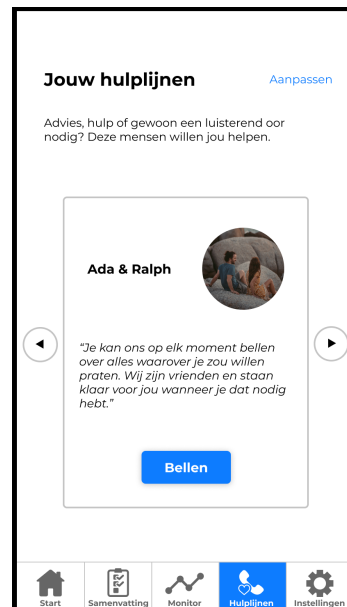 Jouw hulplijnen
Aanpassen
Advies, hulp of gewoon een luisterend oor
nodig? Deze mensen willen jou helpen.
Ada & Ralph
“Je kan ons op elk moment bellen
over alles waarover je zou willen
praten. Wij zijn vrienden en staan
klaar voor jou wanneer je dat nodig
hebt.”
Bellen
Start
Samenvatting
Monitor
Hulplijnen
Instellingen